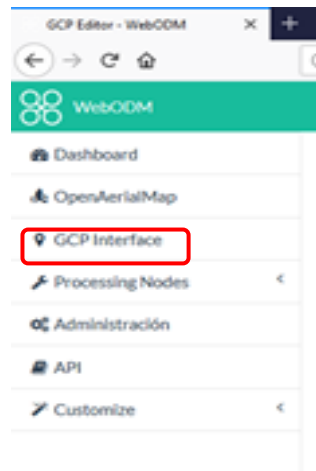 GCP Editor - WebODM
WebODM
Dashboard
OpenAerialMap
GCP Interface
Processing Nodes
Administración
API
Customize